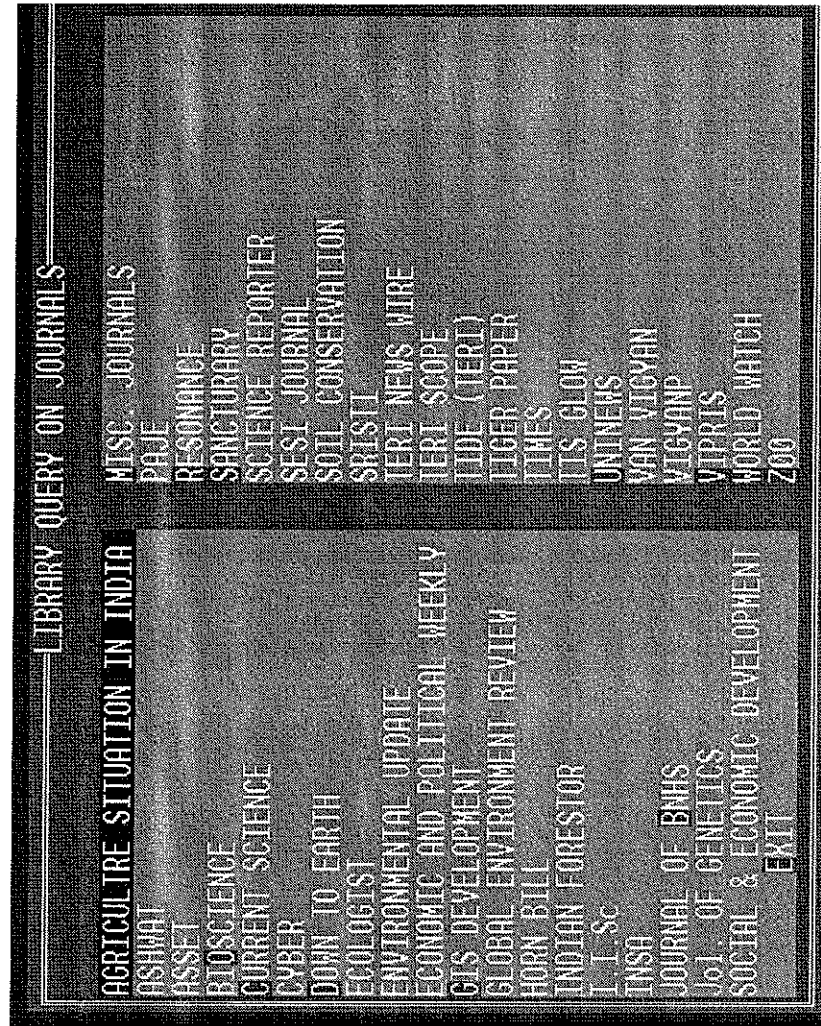 LIBRARY QUERY ON JOURNALS
AGRICULTRE SITUATION IN INDIA
ASHWAT
ASSET
BIOSCIENCE
CURRENT SCIENCE
CYBER
DOWN TO EARTH
ECOLOGIST
ENVIRONMENTAL UPDATE
ECONOMIC AND POLITICAL WEEKLY
GIS DEVELOPMENT
GLOBAL ENVIRONMENT REVIEW
HORN BILL
INDIAN FORESTOR
I.I.Sc
INSA
JOURNAL OF BNHS
Jol. OF GENETICS
SOCIAL & ECONOMIC DEVELOPMENT
EXIT
MISC. JOURNALS
PAJE
RESONANCE
SANCTURARY
SCIENCE REPORTER
SESI JOURNAL
SOIL CONSERVATION
SRISTI
TERI NEWS WIRE
TERI SCOPE
TIDE (TERI)
TIGER PAPER
TIMES
TTS GLOW
UNINEWS
VAN VIGYAN
VIGYANP
VIPRIS
WORLD WATCH
ZOO